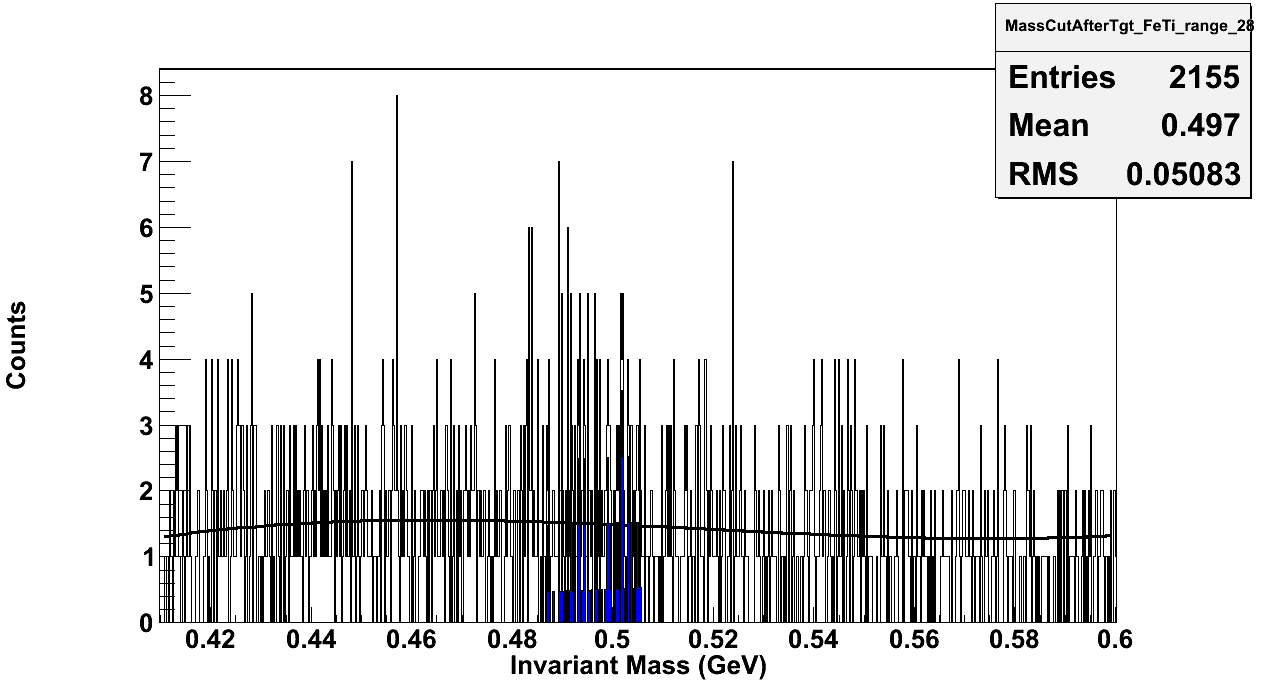 MassCutAfterTgt_FeTi_range_28
Entries 2155
Mean 0.497
RMS 0.05083
Counts
8
7
6
5
4
3
2
1
0
0.42 0.44 0.46 0.48 0.5 0.52 0.54 0.56 0.58 0.6
Invariant Mass (GeV)